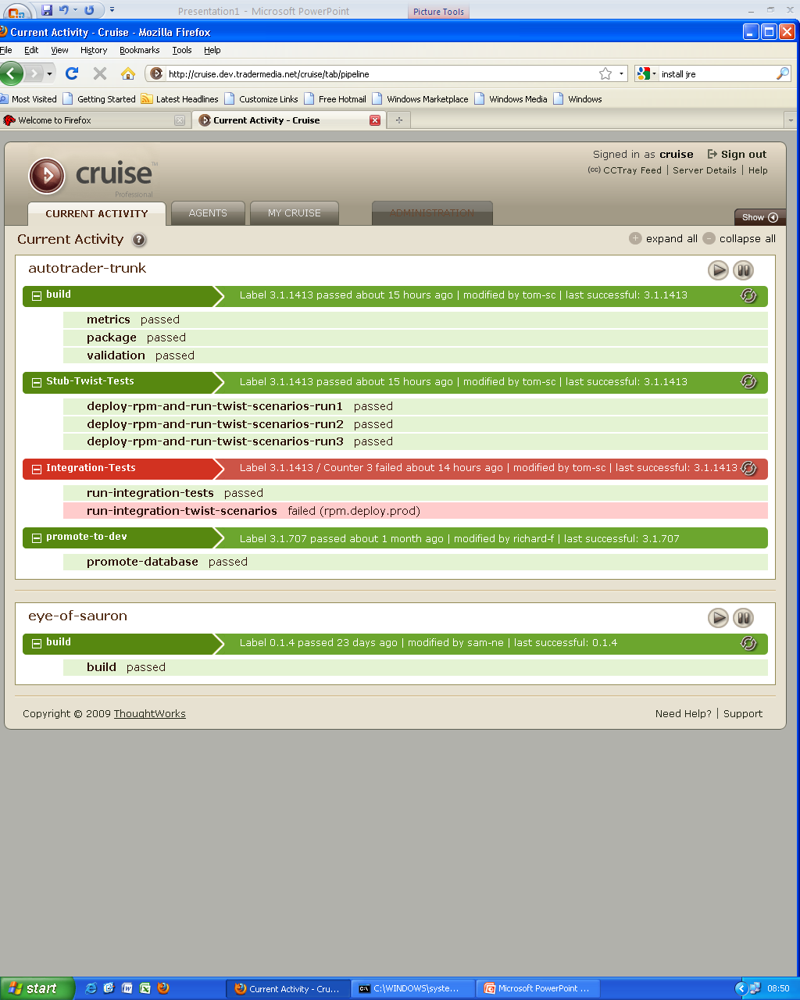 Presentation1 - Microsoft PowerPoint
Picture Tools
Current Activity - Cruise - Mozilla Firefox
File Edit View History Bookmarks Tools Help
http://cruise.dev.tradermedia.net/cruise/tab/pipeline
install jre
Most Visited Getting Started Latest Headlines Customize Links Free Hotmail Windows Marketplace Windows Media Windows
Welcome to Firefox
Current Activity - Cruise
Signed in as cruise Sign out
(cc) CCTray Feed | Server Details | Help
cruise™
Professional
CURRENT ACTIVITY AGENTS MY CRUISE ADMINISTRATION
Show
Current Activity ?
+ expand all - collapse all
autotrader-trunk
build Label 3.1.1413 passed about 15 hours ago | modified by tom-sc | last successful: 3.1.1413
metrics passed
package passed
validation passed
Stub-Twist-Tests Label 3.1.1413 passed about 15 hours ago | modified by tom-sc | last successful: 3.1.1413
deploy-rpm-and-run-twist-scenarios-run1 passed
deploy-rpm-and-run-twist-scenarios-run2 passed
deploy-rpm-and-run-twist-scenarios-run3 passed
Integration-Tests Label 3.1.1413 / Counter 3 failed about 14 hours ago | modified by tom-sc | last successful: 3.1.1413
run-integration-tests passed
run-integration-twist-scenarios failed (rpm.deploy.prod)
promote-to-dev Label 3.1.707 passed about 1 month ago | modified by richard-f | last successful: 3.1.707
promote-database passed
eye-of-sauron
build Label 0.1.4 passed 23 days ago | modified by sam-ne | last successful: 0.1.4
build passed
Copyright © 2009 ThoughtWorks
Need Help? | Support
start
Current Activity - Cru...
C:\WINDOWS\syste...
Microsoft PowerPoint ...
08:50